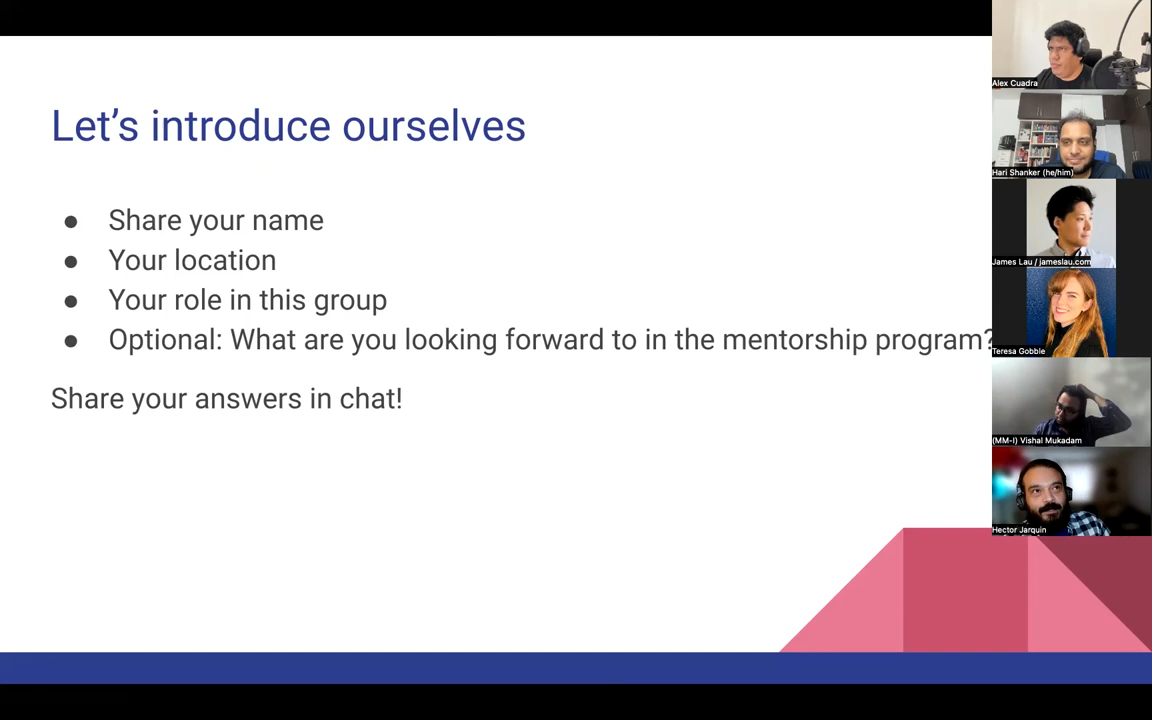 Let’s introduce ourselves
● Share your name
● Your location
● Your role in this group
● Optional: What are you looking forward to in the mentorship program?
Share your answers in chat!
Alex Cuadra
Hari Shanker (he/him)
James Lau / jameslau.com
Teresa Gobble
(MM-I) Vishal Mukadam
Hector Jarquin